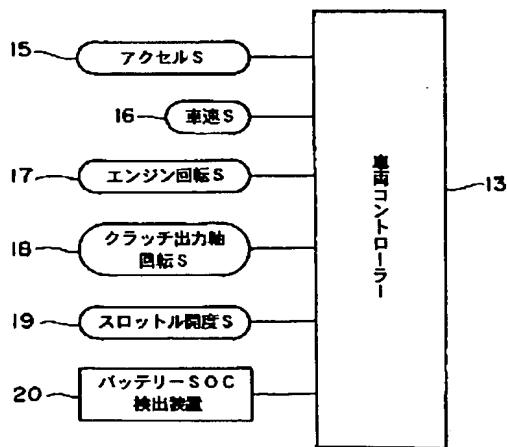 15
アクセルS
16
車速S
17
エンジン回転S
18
クラッチ出力軸
回転S
19
スロットル開度S
20
バッテリーSOC
検出装置
車両コントローラー
13